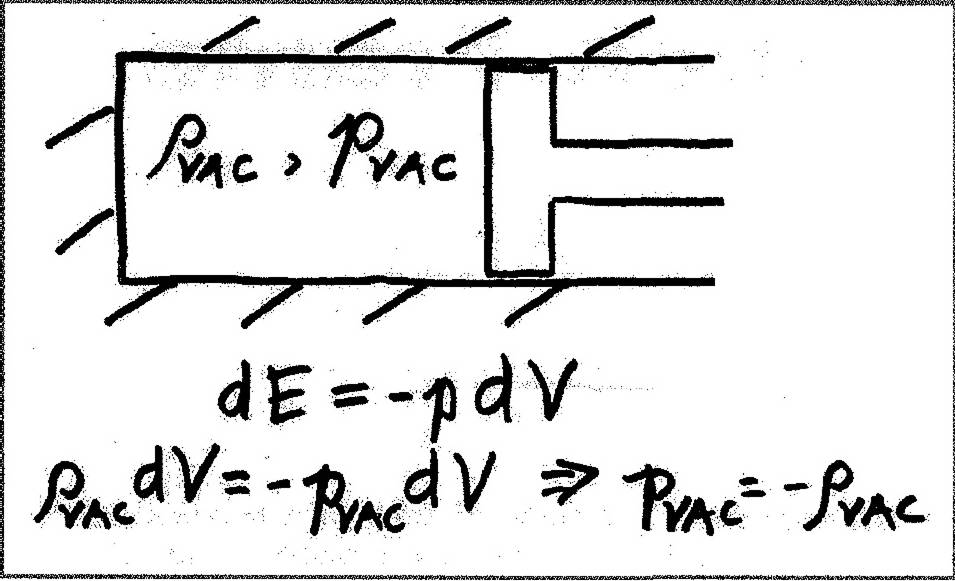 ρVAC, pVAC
dE = -p dV
ρVAC dV = -pVAC dV ⇒ pVAC = -ρVAC